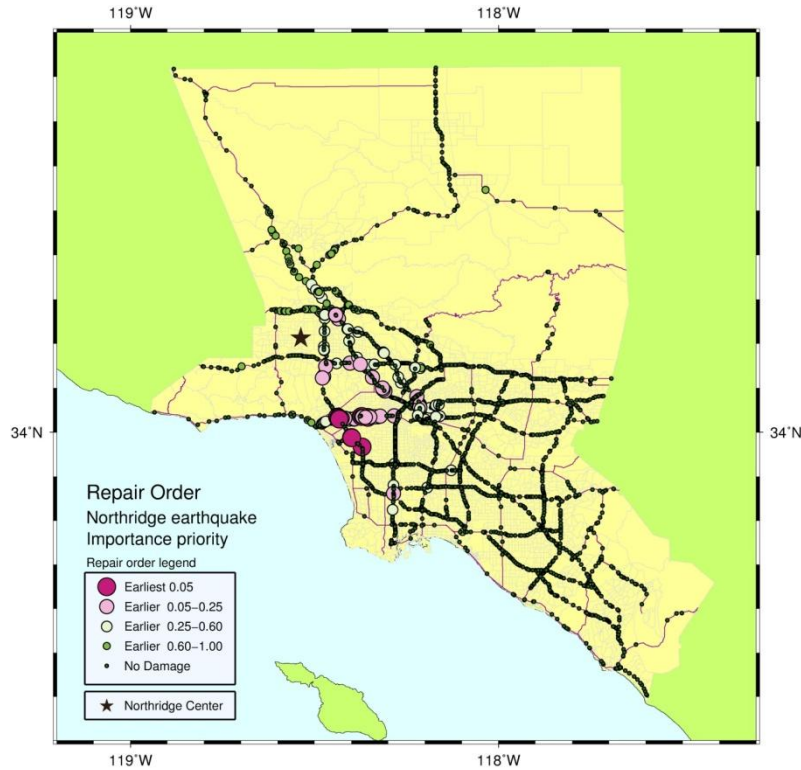 119˚W 118˚W
34˚N 34˚N
Repair Order
Northridge earthquake
Importance priority
Repair order legend
Earliest 0.05
Earlier 0.05−0.25
Earlier 0.25−0.60
Earlier 0.60−1.00
No Damage
Northridge Center
119˚W 118˚W